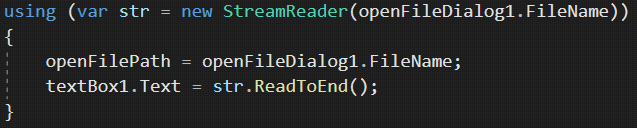 using (var str = new StreamReader(openFileDialog1.FileName))
{
openFilePath = openFileDialog1.FileName;
textBox1.Text = str.ReadToEnd();
}